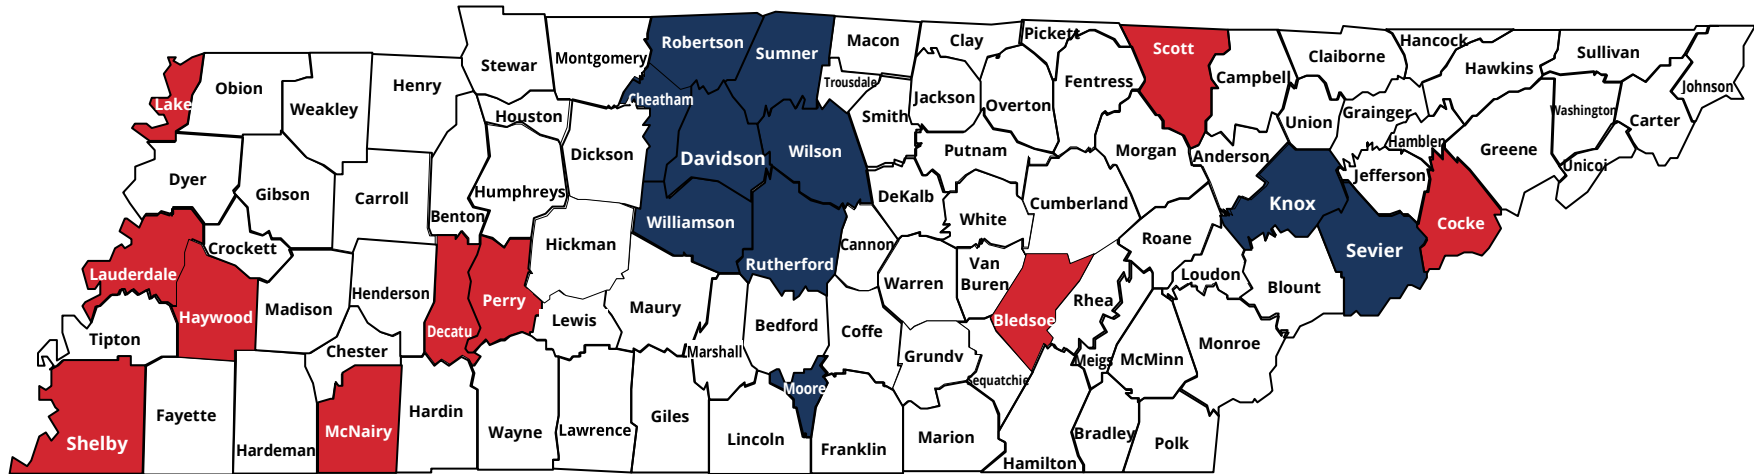 Lake
Obion
Weakley
Henry
Stewar
Montgomery
Robertson
Sumner
Macon
Clay
Pickett
Fentress
Scott
Campbell
Claiborne
Hancock
Hawkins
Sullivan
Johnson
Trousdale
Cheatham
Houston
Dickson
Smith
Jackson
Overton
Union
Grainger
Hamblen
Washington
Carter
Greene
Unicoi
Dyer
Gibson
Carroll
Benton
Humphreys
Davidson
Wilson
Putnam
DeKalb
White
Cumberland
Morgan
Anderson
Knox
Jefferson
Sevier
Cocke
Lauderdale
Crockett
Haywood
Madison
Henderson
Decatu
Perry
Hickman
Williamson
Rutherford
Cannon
Warren
Van
Buren
Bledsoe
Rhea
Roane
Loudon
Blount
Tipton
Chester
Lewis
Maury
Marshall
Bedford
Coffe
Grundv
Sequatchie
Meigs
McMinn
Monroe
Shelby
Fayette
Hardeman
McNairy
Hardin
Wayne
Lawrence
Giles
Lincoln
Moore
Franklin
Marion
Hamilton
Bradley
Polk